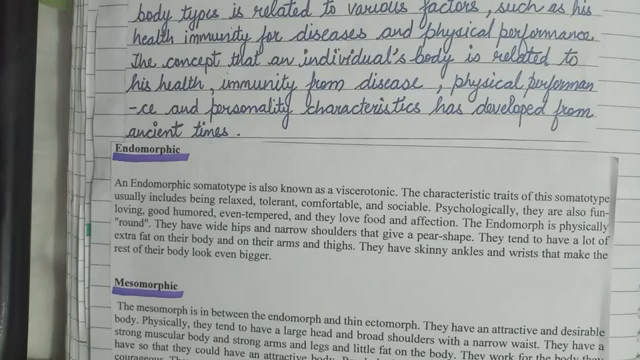 body types is related to various factors, such as his
health immunity for diseases and physical performance.
The concept that an individual's body is related to
his health, immunity from disease, physical performan
-ce and personality characteristics has developed from
ancient times.
Endomorphic
An Endomorphic somatotype is also known as a viscerotonic. The characteristic traits of this somatotype
usually includes being relaxed, tolerant, comfortable, and sociable. Psychologically, they are also fun-
loving, good humored, even-tempered, and they love food and affection. The Endomorph is physically
"round". They have wide hips and narrow shoulders that give a pear-shape. They tend to have a lot of
extra fat on their body and on their arms and thighs. They have skinny ankles and wrists that make the
rest of their body look even bigger.
Mesomorphic
The mesomorph is in between the endomorph and thin ectomorph. They have an attractive and desirable
body. Physically, they tend to have a large head and broad shoulders with a narrow waist. They have a
strong muscular body and strong arms and legs and little fat on the body. They work for the body they
have so that they could have an attractive body.
courageous.